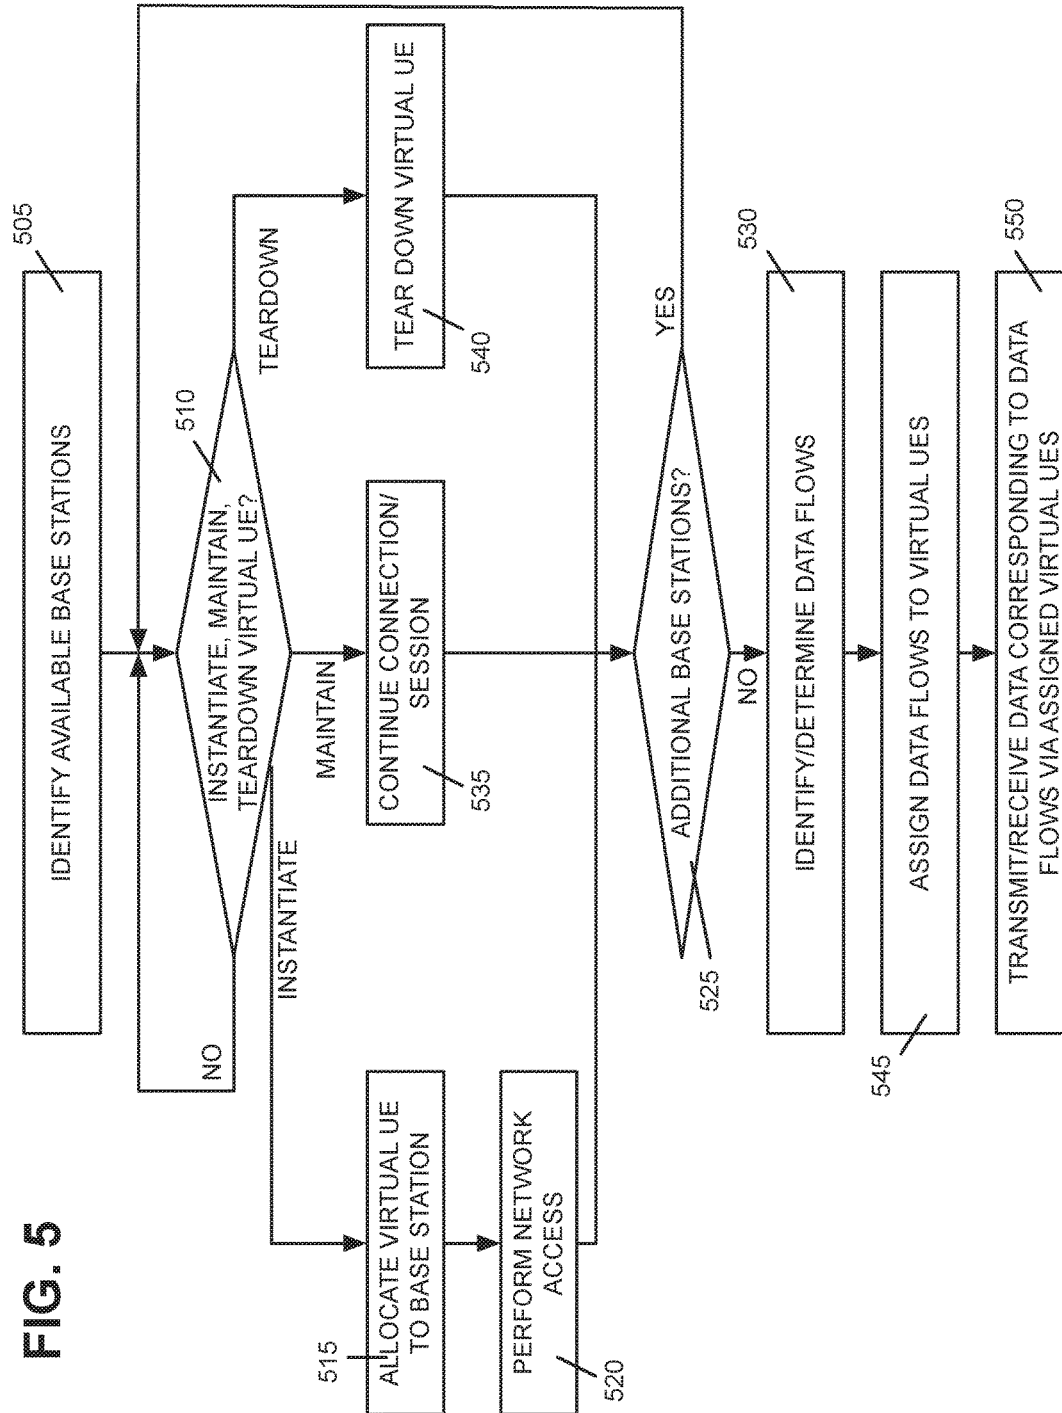 FIG. 5
505
IDENTIFY AVAILABLE BASE STATIONS
NO
510
INSTANTIATE, MAINTAIN,
TEARDOWN VIRTUAL UE?
INSTANTIATE
MAINTAIN
TEARDOWN
515
ALLOCATE VIRTUAL UE
TO BASE STATION
520
PERFORM NETWORK
ACCESS
CONTINUE CONNECTION/
SESSION
535
TEAR DOWN VIRTUAL UE
540
ADDITIONAL BASE STATIONS?
525
YES
NO
530
IDENTIFY/DETERMINE DATA FLOWS
545
ASSIGN DATA FLOWS TO VIRTUAL UES
550
TRANSMIT/RECEIVE DATA CORRESPONDING TO DATA
FLOWS VIA ASSIGNED VIRTUAL UES